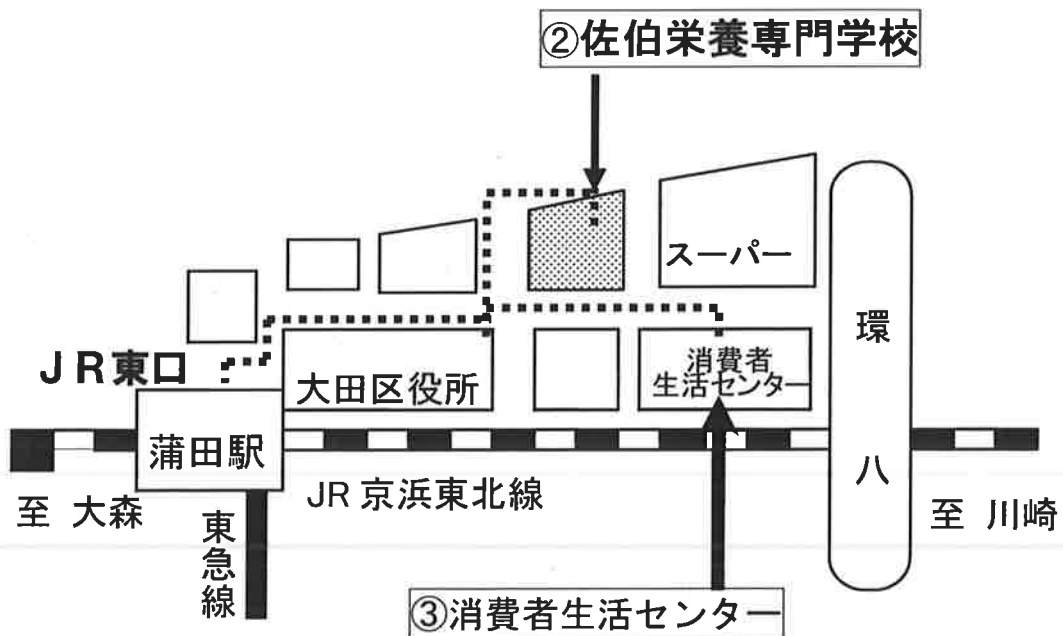 ②佐伯栄養専門学校
スーパー
環八
JR東口
大田区役所
消費者
生活センター
蒲田駅
JR京浜東北線
至 大森
東急線
至 川崎
③消費者生活センター